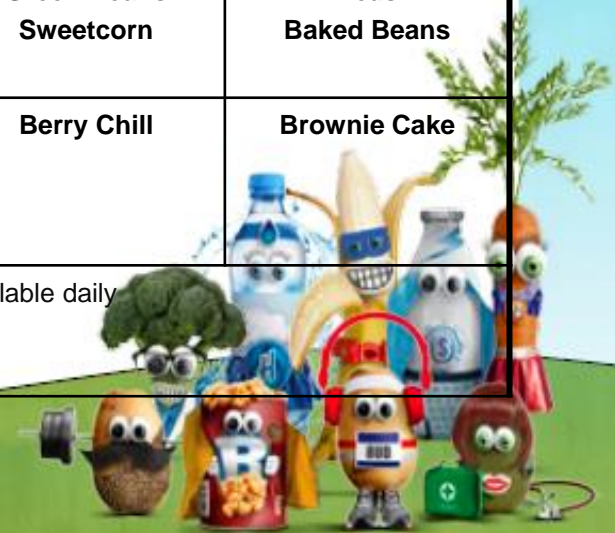 Sweetcorn Baked Beans
Berry Chill Brownie Cake
lable daily
H
S
B